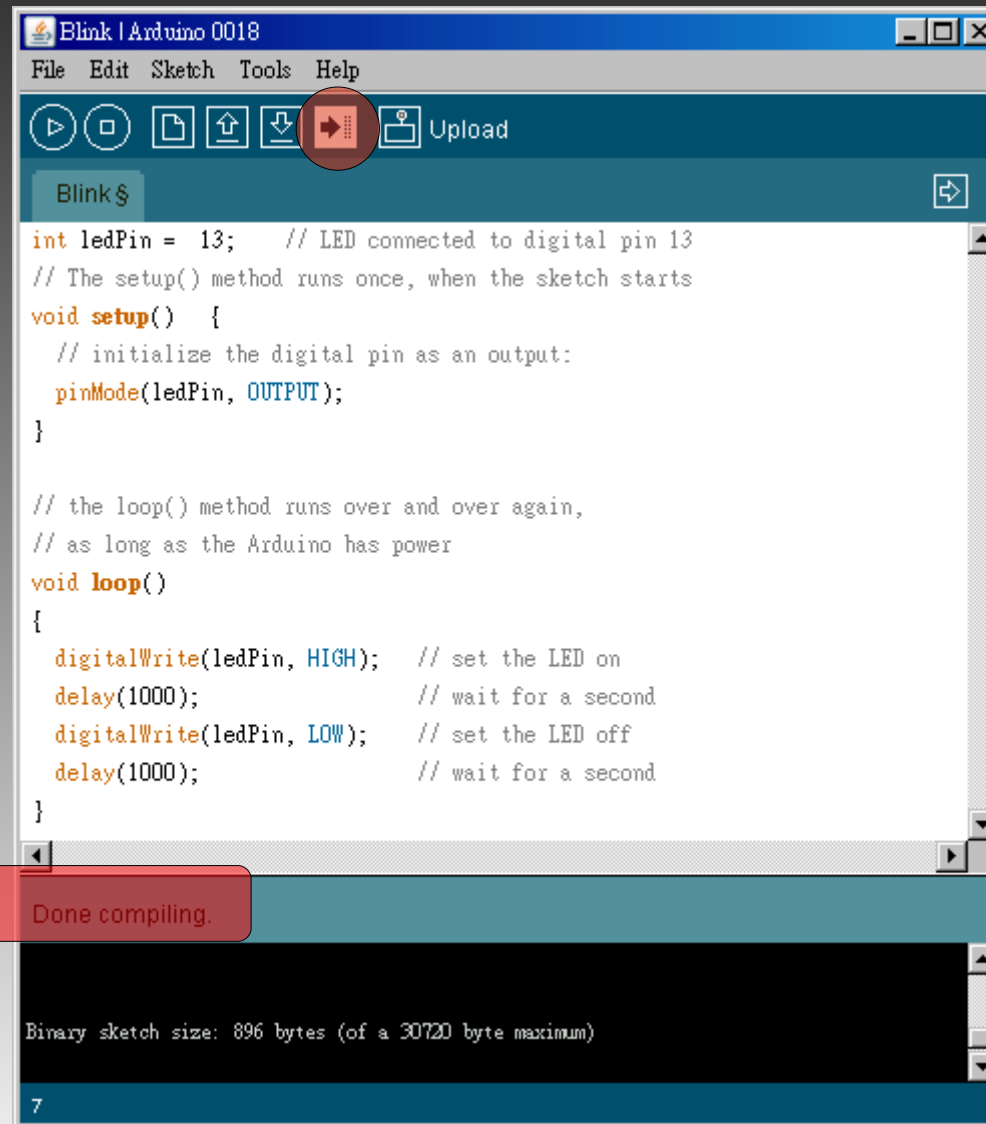 Blink | Arduino 0018
File Edit Sketch Tools Help
Upload
Blink §
int ledPin =  13;    // LED connected to digital pin 13
// The setup() method runs once, when the sketch starts
void setup()   {
  // initialize the digital pin as an output:
  pinMode(ledPin, OUTPUT);
}
// the loop() method runs over and over again,
// as long as the Arduino has power
void loop()
{
  digitalWrite(ledPin, HIGH);   // set the LED on
  delay(1000);                  // wait for a second
  digitalWrite(ledPin, LOW);    // set the LED off
  delay(1000);                  // wait for a second
}
Done compiling.
Binary sketch size: 896 bytes (of a 30720 byte maximum)
7